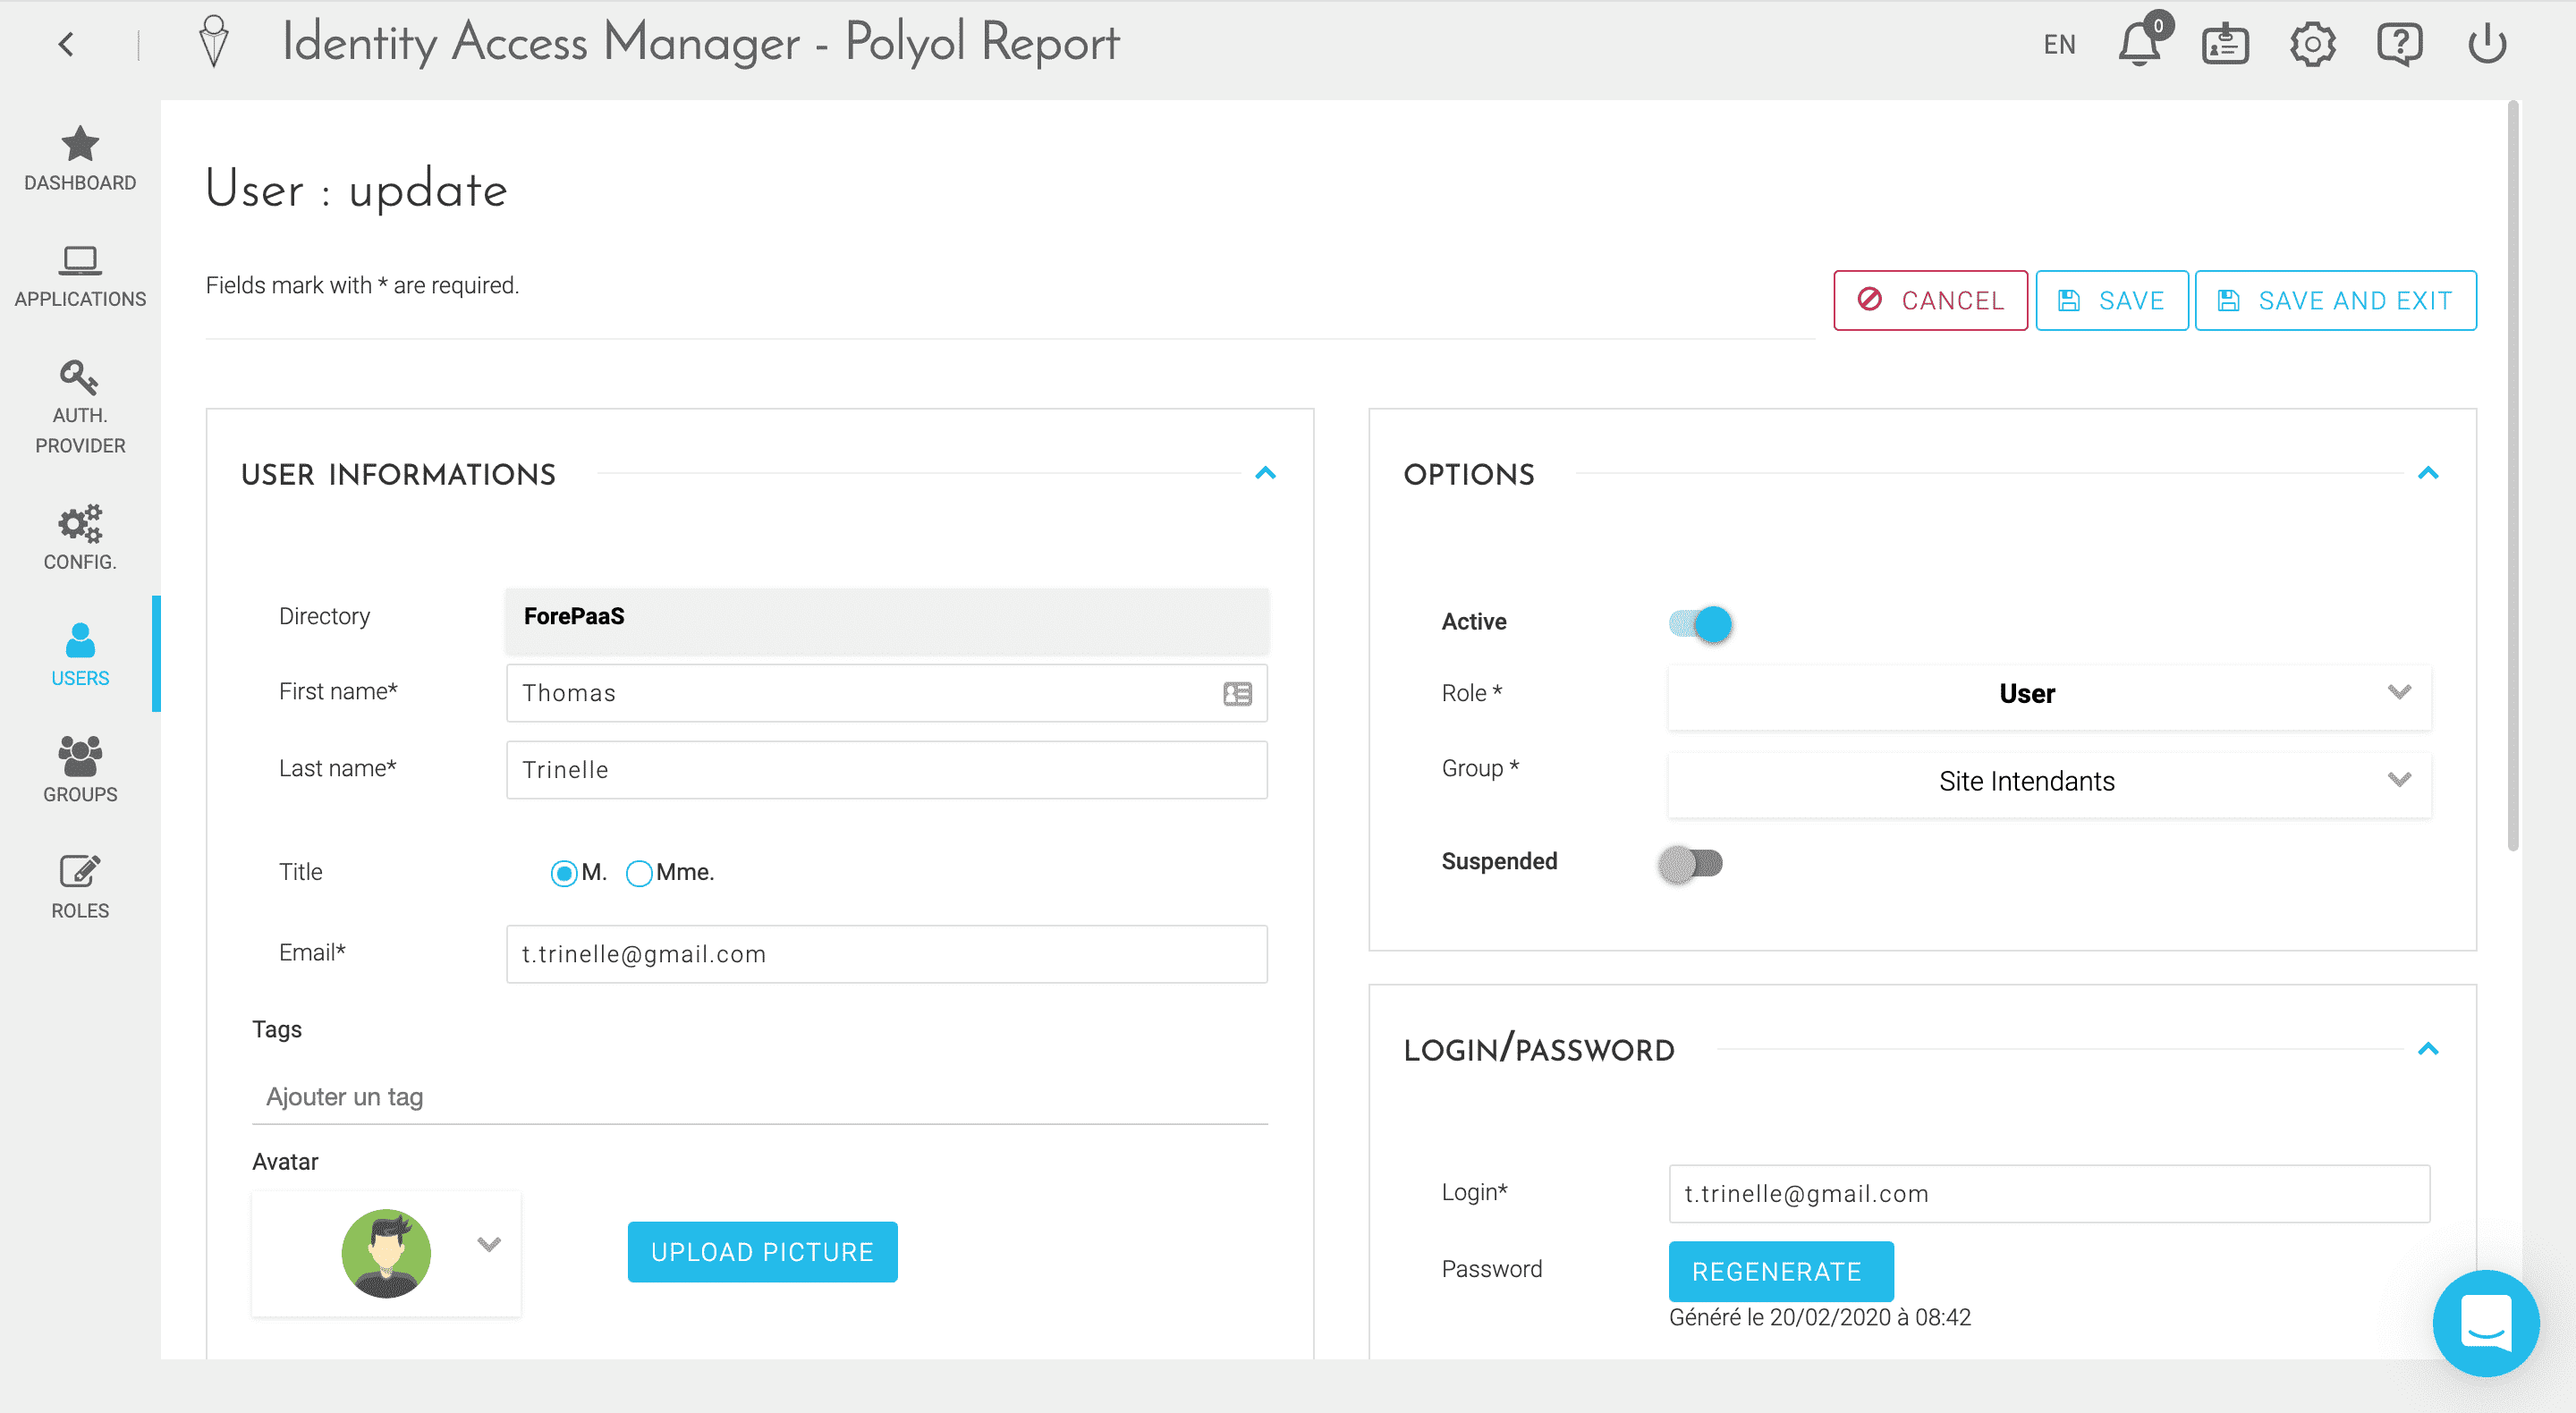 Identity Access Manager - Polyol Report
EN
0
DASHBOARD
APPLICATIONS
AUTH.
PROVIDER
CONFIG.
USERS
GROUPS
ROLES
User : update
Fields mark with * are required.
CANCEL
SAVE
SAVE AND EXIT
USER INFORMATIONS
Directory
ForePaaS
First name*
Thomas
Last name*
Trinelle
Title
M.
Mme.
Email*
t.trinelle@gmail.com
Tags
Ajouter un tag
Avatar
UPLOAD PICTURE
OPTIONS
Active
Role *
User
Group *
Site Intendants
Suspended
LOGIN/PASSWORD
Login*
t.trinelle@gmail.com
Password
REGENERATE
Généré le 20/02/2020 à 08:42